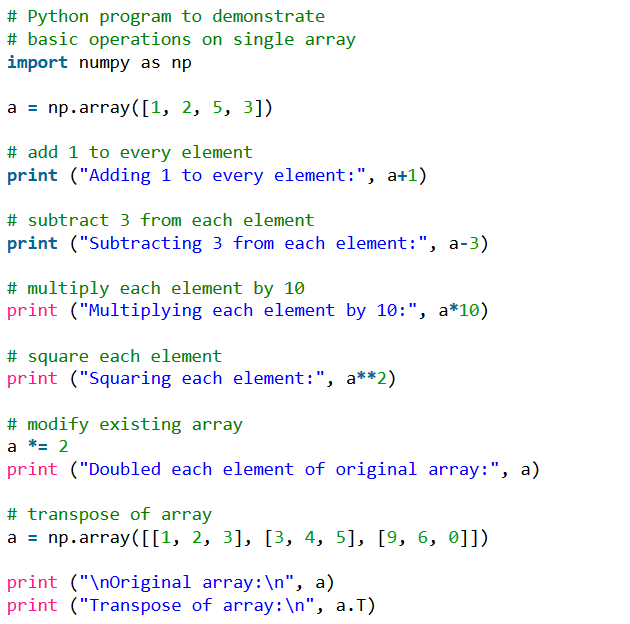 # Python program to demonstrate
# basic operations on single array
import numpy as np
a = np.array([1, 2, 5, 3])
# add 1 to every element
print ("Adding 1 to every element:", a+1)
# subtract 3 from each element
print ("Subtracting 3 from each element:", a-3)
# multiply each element by 10
print ("Multiplying each element by 10:", a*10)
# square each element
print ("Squaring each element:", a**2)
# modify existing array
a *= 2
print ("Doubled each element of original array:", a)
# transpose of array
a = np.array([[1, 2, 3], [3, 4, 5], [9, 6, 0]])
print ("\nOriginal array:\n", a)
print ("Transpose of array:\n", a.T)